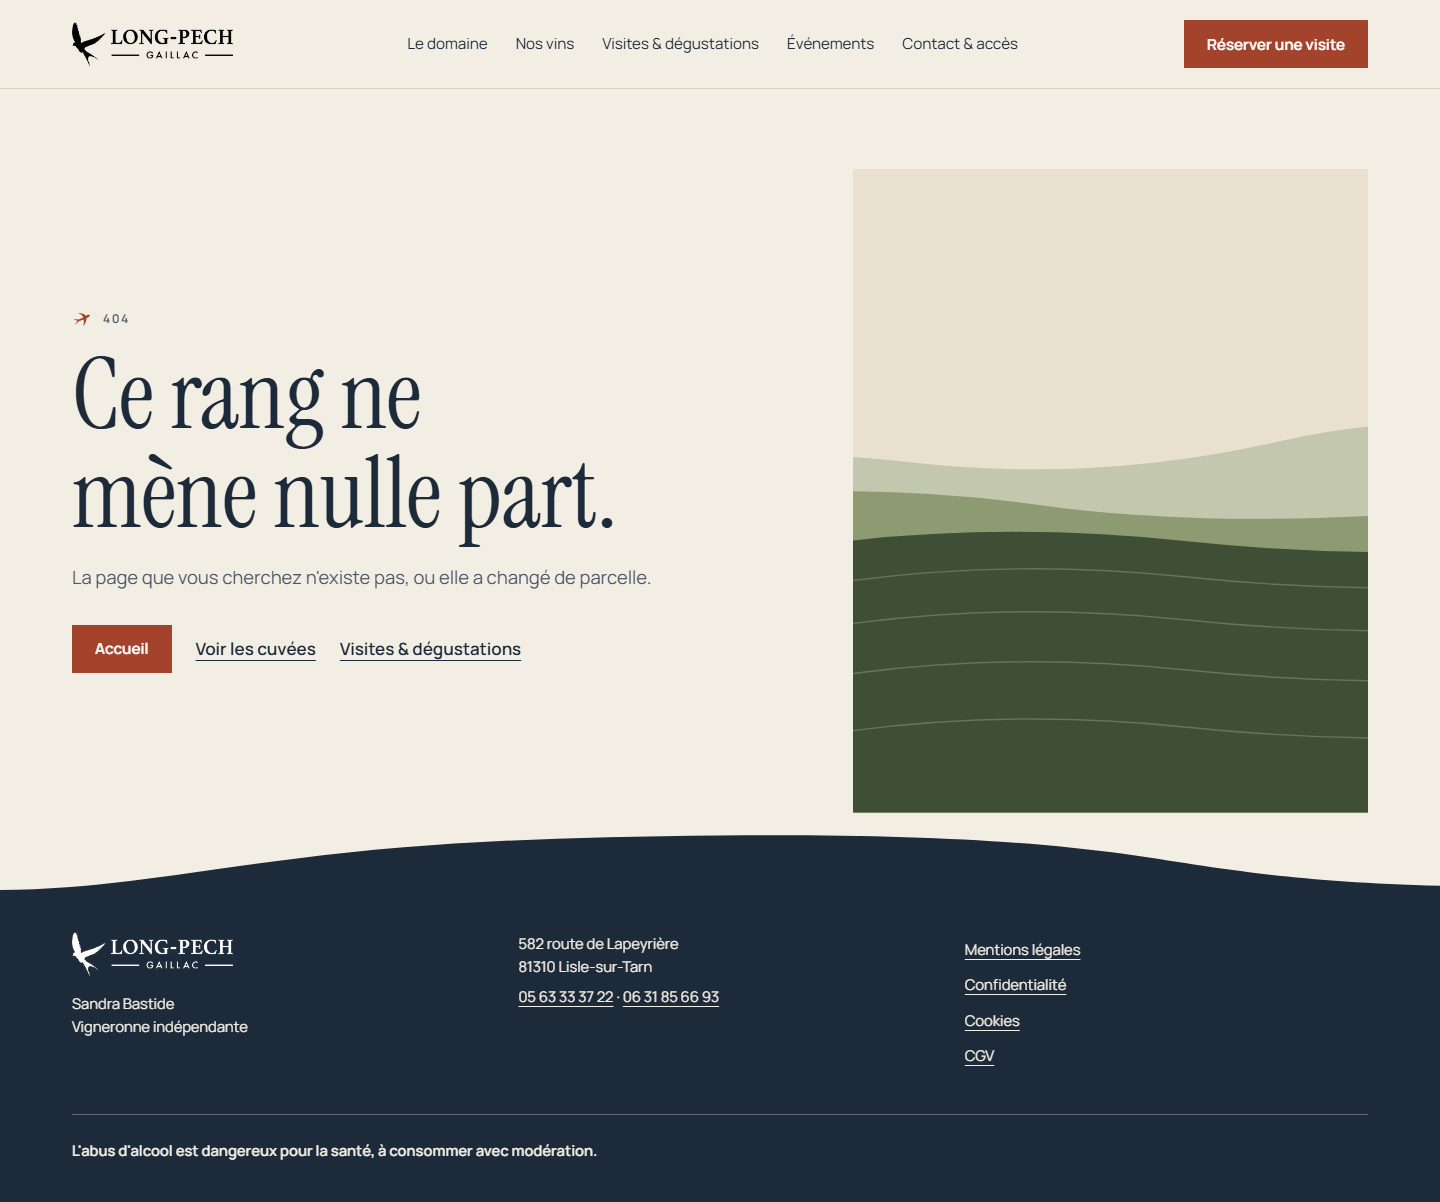 LONG-PECH
GAILLAC
Le domaine
Nos vins
Visites & dégustations
Événements
Contact & accès
Réserver une visite
404
Ce rang ne
mène nulle part.
La page que vous cherchez n'existe pas, ou elle a changé de parcelle.
Accueil
Voir les cuvées
Visites & dégustations
LONG-PECH
GAILLAC
Sandra Bastide
Vigneronne indépendante
582 route de Lapeyrière
81310 Lisle-sur-Tarn
05 63 33 37 22 · 06 31 85 66 93
Mentions légales
Confidentialité
Cookies
CGV
L'abus d'alcool est dangereux pour la santé, à consommer avec modération.